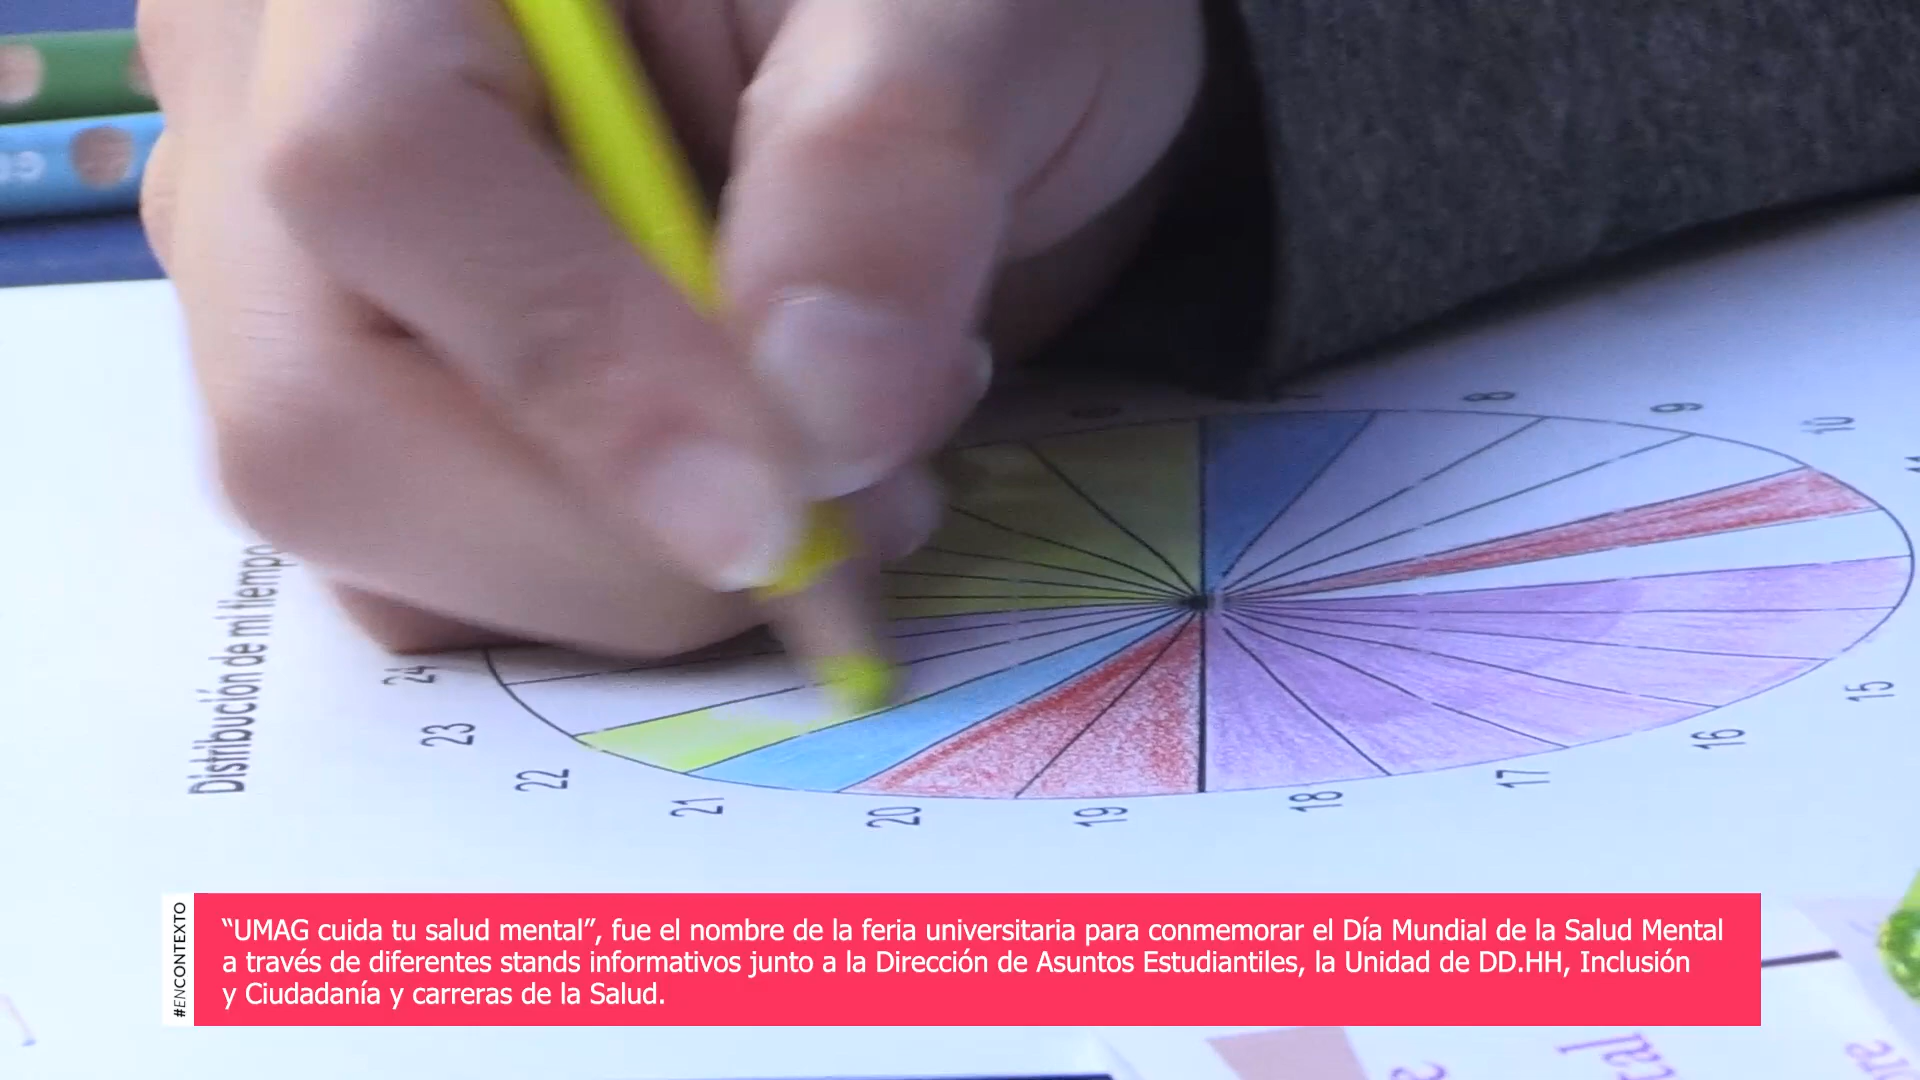 Distribución de mi tiempo
8
9
10
24
23
22
21
20
19
18
17
16
15
#ENCONTEXTO
“UMAG cuida tu salud mental”, fue el nombre de la feria universitaria para conmemorar el Día Mundial de la Salud Mental
a través de diferentes stands informativos junto a la Dirección de Asuntos Estudiantiles, la Unidad de DD.HH, Inclusión
y Ciudadanía y carreras de la Salud.